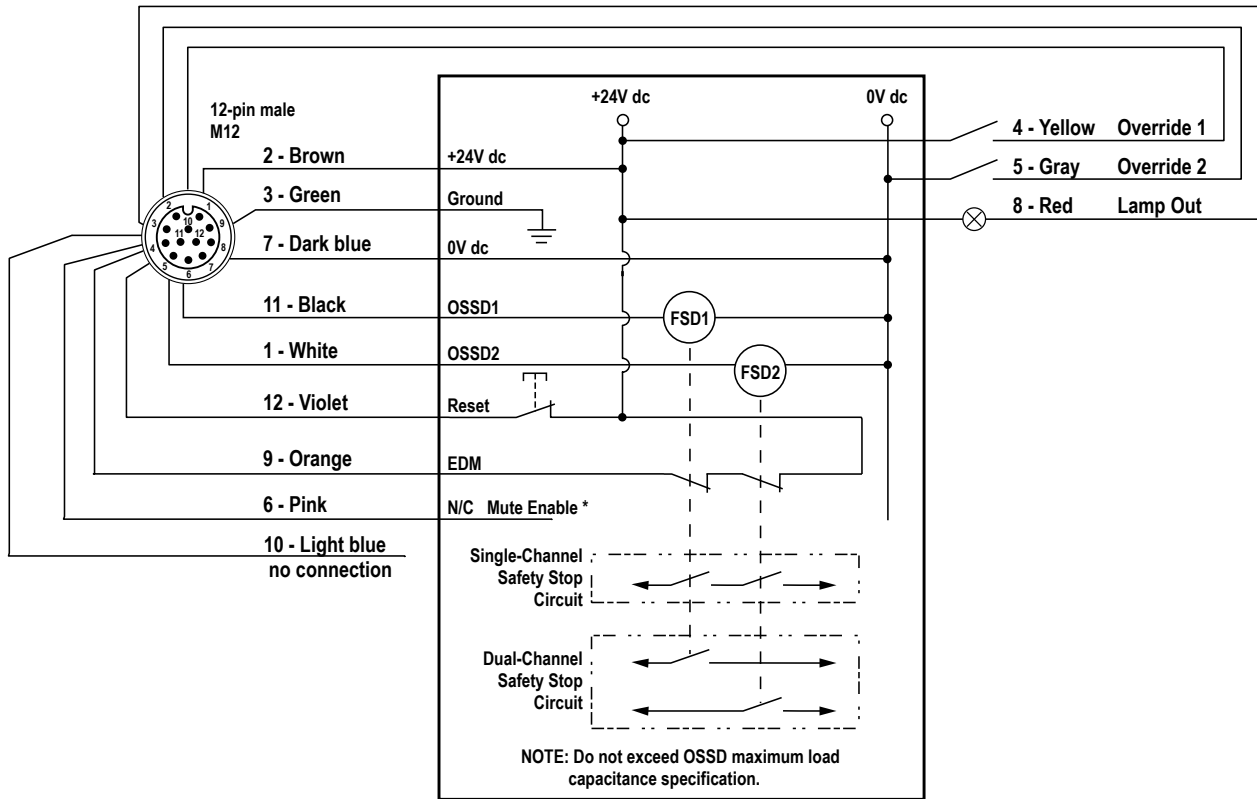 +24V dc
0V dc
12-pin male
M12
4 - Yellow Override 1
2 - Brown
+24V dc
5 - Gray Override 2
3 - Green
Ground
8 - Red Lamp Out
2
1
3
10
9
11
12
4
8
5
6
7
7 - Dark blue
0V dc
11 - Black
OSSD1
FSD1
1 - White
OSSD2
FSD2
12 - Violet
Reset
9 - Orange
EDM
6 - Pink
N/C Mute Enable *
10 - Light blue
no connection
Single-Channel
Safety Stop
Circuit
Dual-Channel
Safety Stop
Circuit
NOTE: Do not exceed OSSD maximum load
capacitance specification.